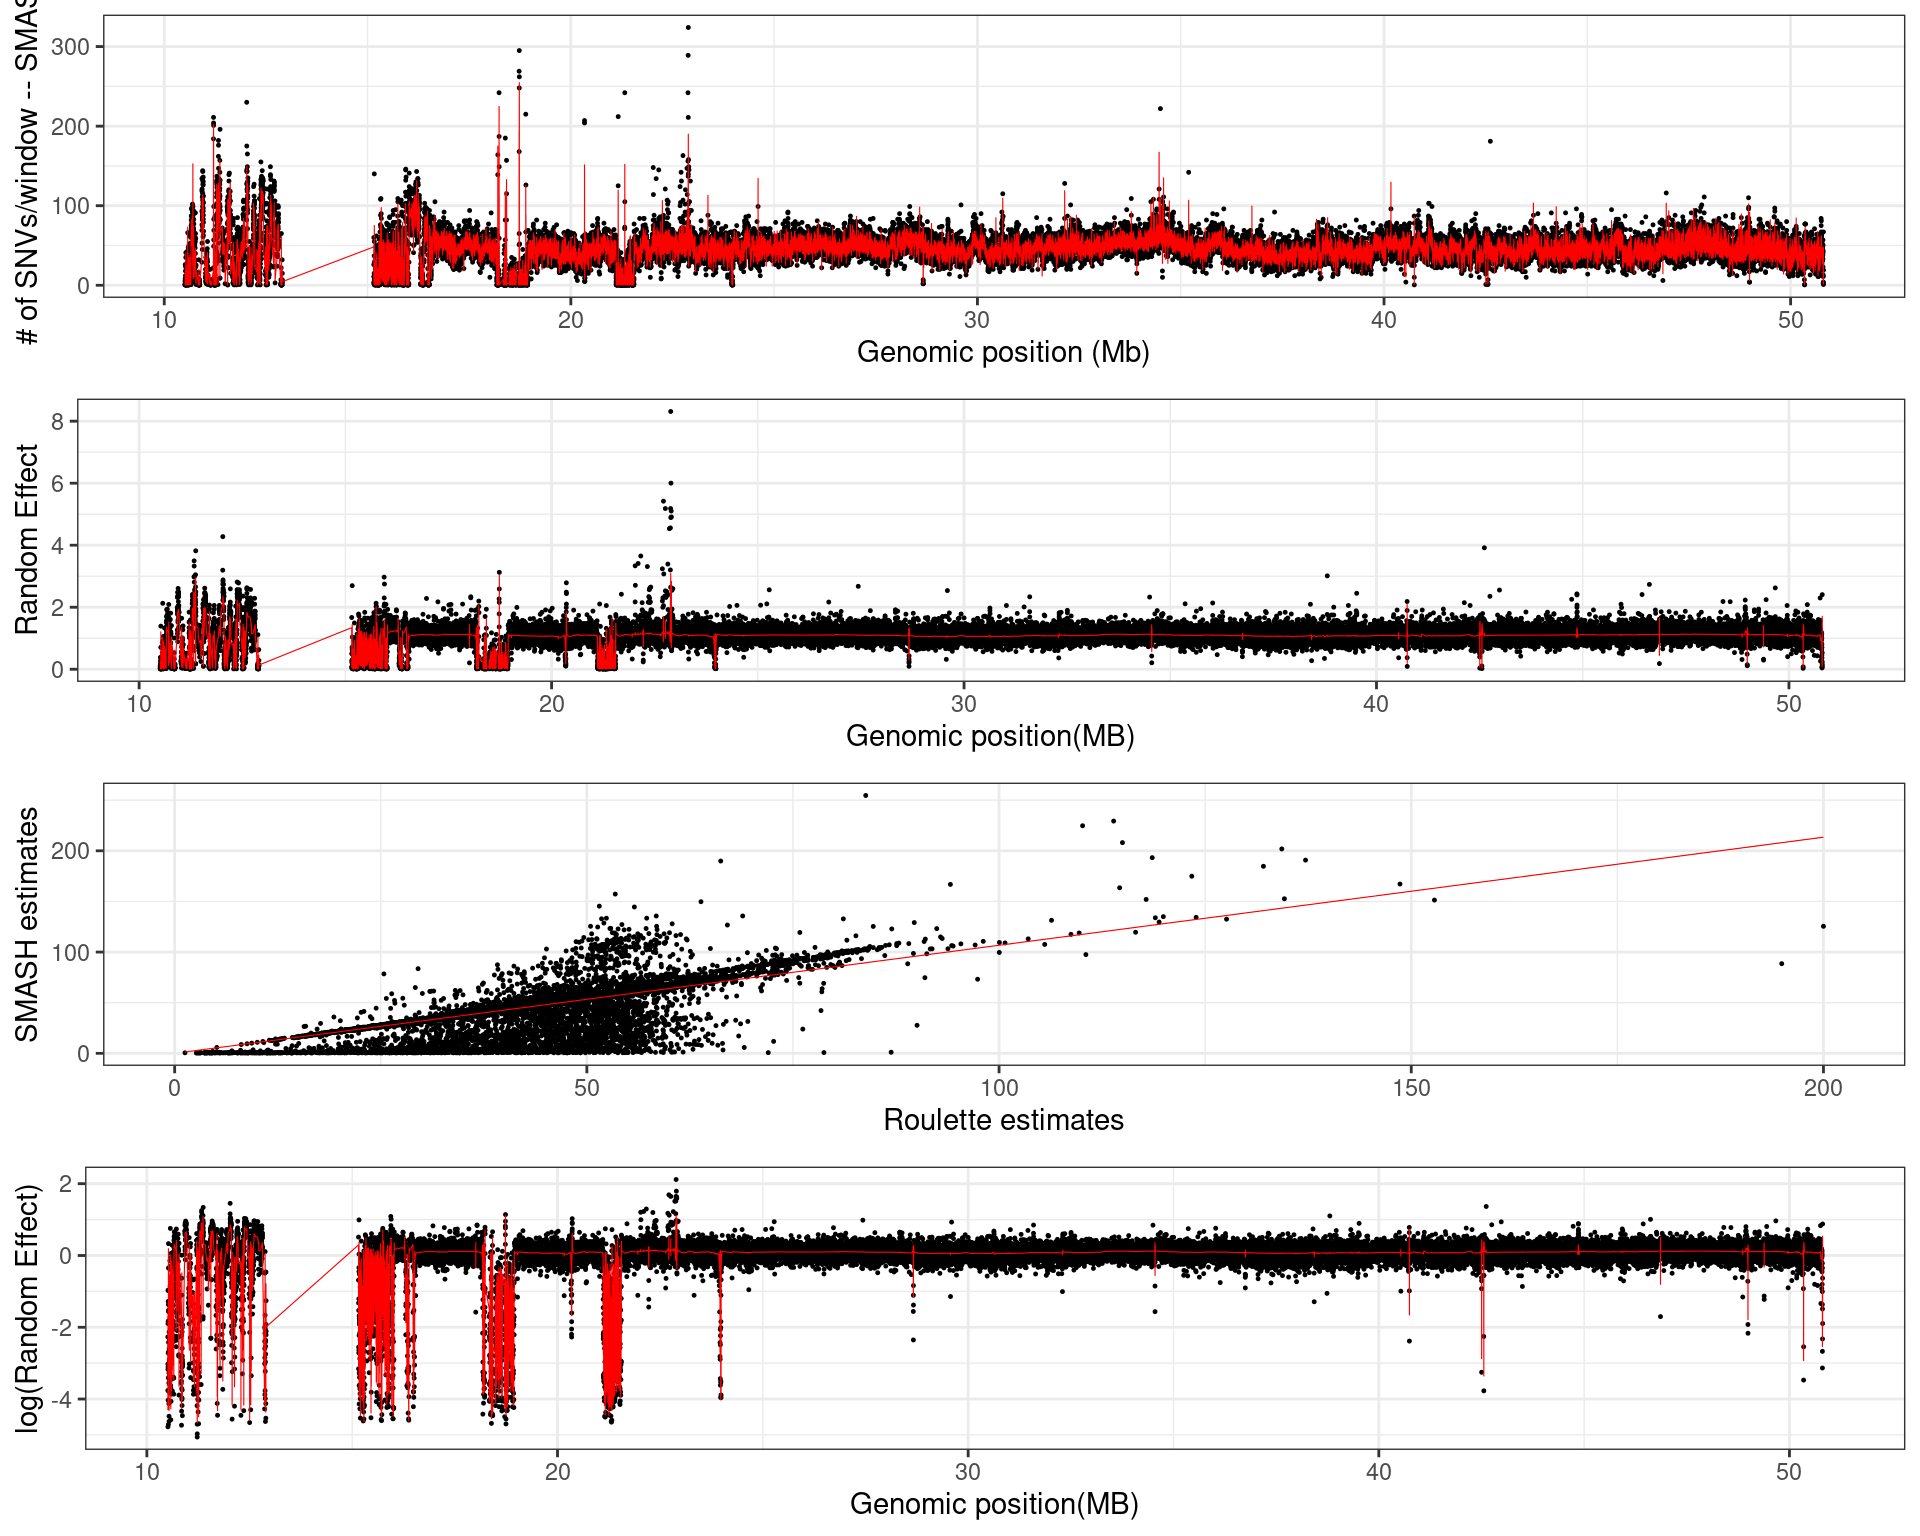 # of SNVs/window -- SMAS
300
200
100
0
10 20 30 40 50
Genomic position (Mb)
Random Effect
8
6
4
2
0
10 20 30 40 50
Genomic position(MB)
SMASH estimates
200
100
0
0 50 100 150 200
Roulette estimates
log(Random Effect)
2
0
-2
-4
10 20 30 40 50
Genomic position(MB)